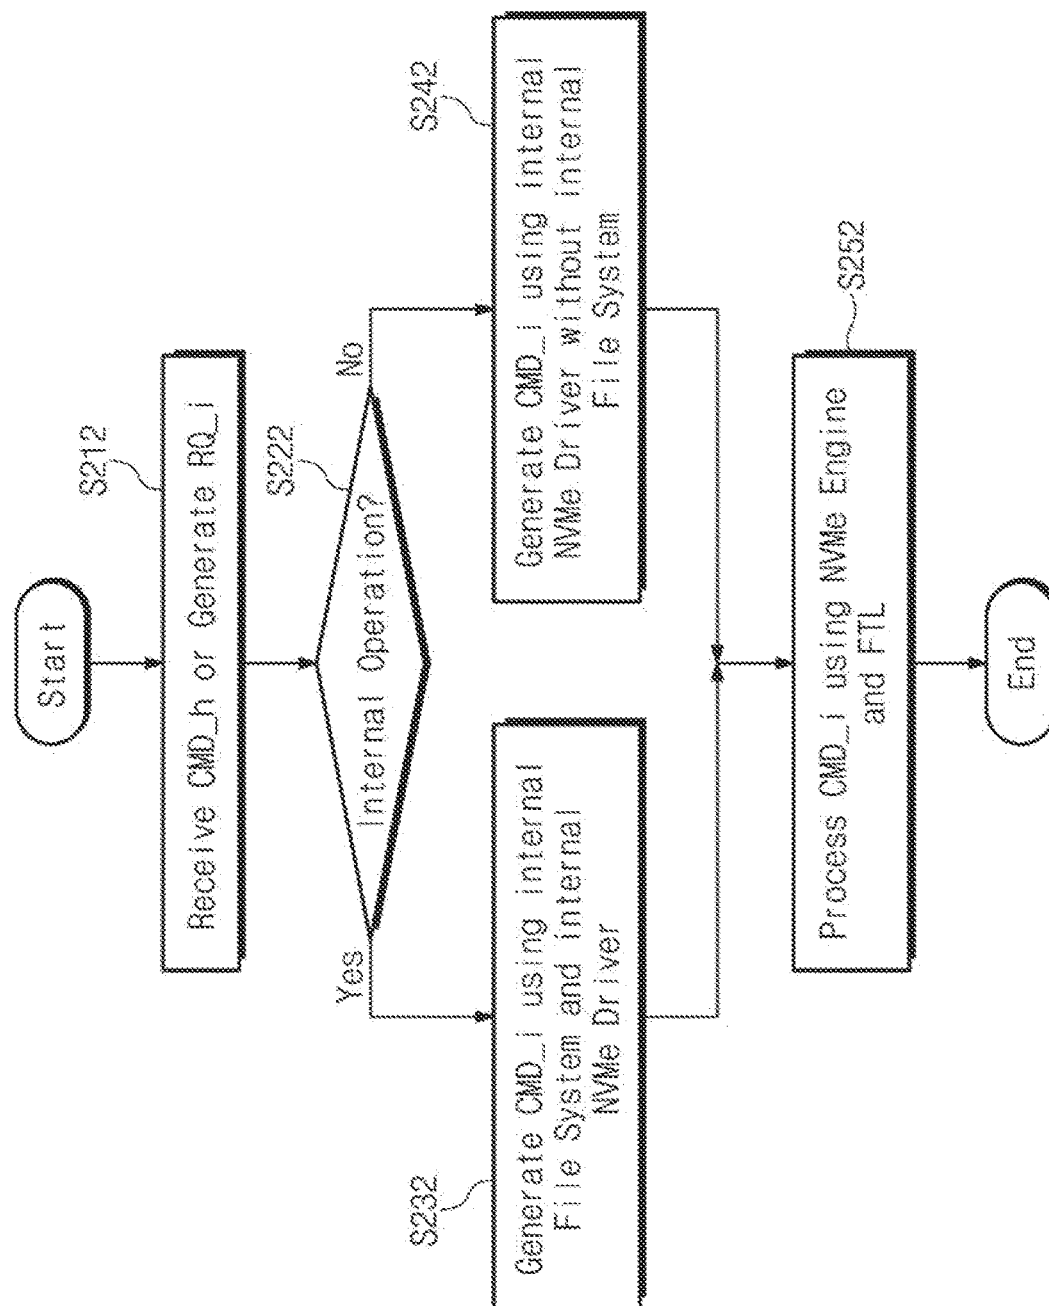 Start
S212
Receive CMD_h or Generate RQ_i
S222
Internal Operation?
Yes
No
S232
Generate CMD_i using internal
File System and internal
NVMe Driver
S242
Generate CMD_i using internal
NVMe Driver without internal
File System
S252
Process CMD_i using NVMe Engine
and FTL
End